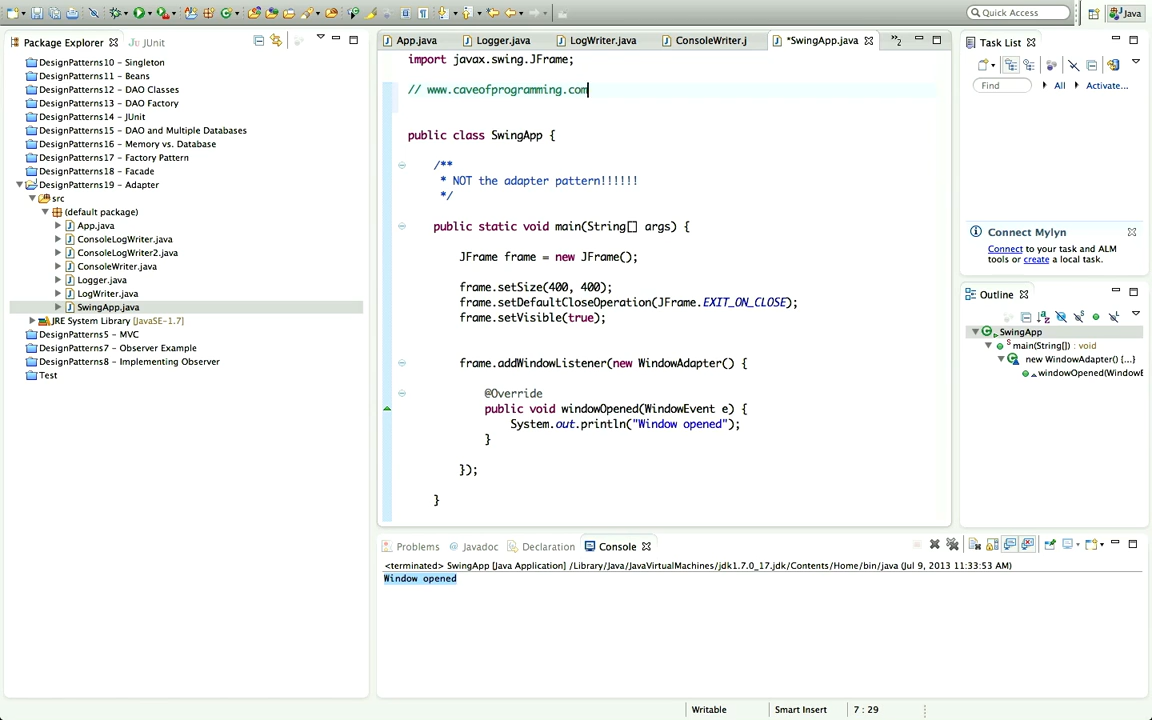 Quick Access
Java
Package Explorer
JUnit
App.java
Logger.java
LogWriter.java
ConsoleWriter.j
*SwingApp.java
2
Task List
DesignPatterns10 - Singleton
DesignPatterns11 - Beans
DesignPatterns12 - DAO Classes
DesignPatterns13 - DAO Factory
DesignPatterns14 - JUnit
DesignPatterns15 - DAO and Multiple Databases
DesignPatterns16 - Memory vs. Database
DesignPatterns17 - Factory Pattern
DesignPatterns18 - Facade
DesignPatterns19 - Adapter
src
(default package)
App.java
ConsoleLogWriter.java
ConsoleLogWriter2.java
ConsoleWriter.java
Logger.java
LogWriter.java
SwingApp.java
JRE System Library [JavaSE-1.7]
DesignPatterns5 - MVC
DesignPatterns7 - Observer Example
DesignPatterns8 - Implementing Observer
Test
import javax.swing.JFrame;
// www.caveofprogramming.com
public class SwingApp {
/**
* NOT the adapter pattern!!!!!!
*/
public static void main(String[] args) {
JFrame frame = new JFrame();
frame.setSize(400, 400);
frame.setDefaultCloseOperation(JFrame.EXIT_ON_CLOSE);
frame.setVisible(true);
frame.addWindowListener(new WindowAdapter() {
@Override
public void windowOpened(WindowEvent e) {
System.out.println("Window opened");
}
});
}
Find
All
Activate...
Connect Mylyn
Connect to your task and ALM
tools or create a local task.
Outline
SwingApp
main(String[]) : void
new WindowAdapter() {...}
windowOpened(WindowE
Problems
Javadoc
Declaration
Console
<terminated> SwingApp [Java Application] /Library/Java/JavaVirtualMachines/jdk1.7.0_17.jdk/Contents/Home/bin/java (Jul 9, 2013 11:33:53 AM)
Window opened
Writable
Smart Insert
7 : 29